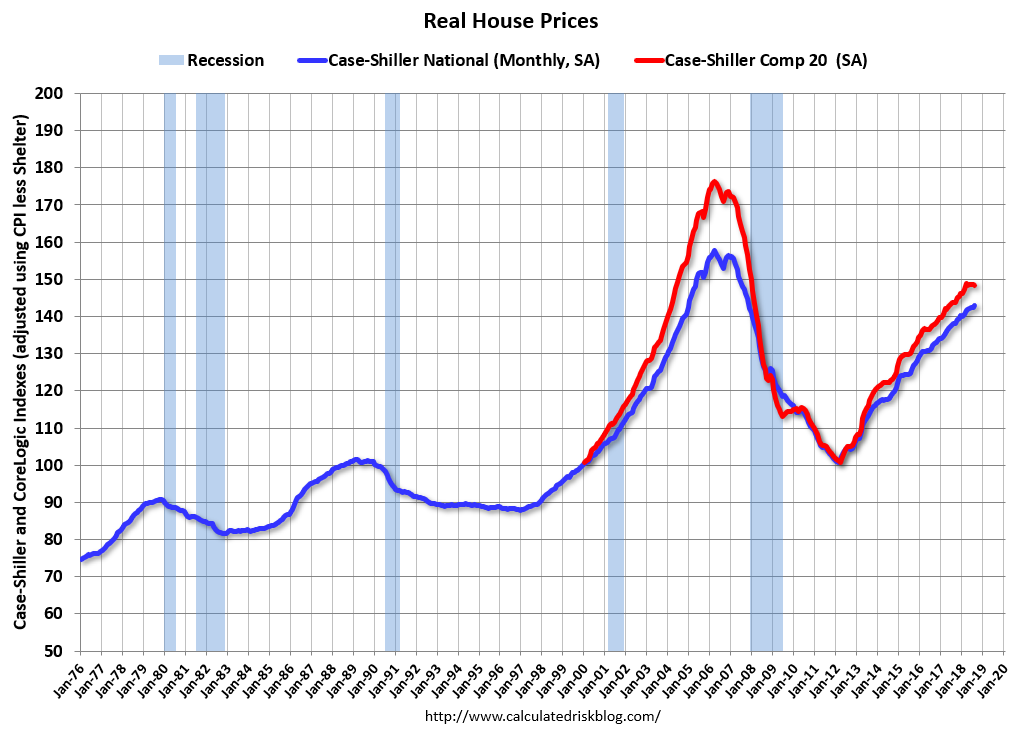 Real House Prices
Recession
Case-Shiller National (Monthly, SA)
Case-Shiller Comp 20 (SA)
Case-Shiller and CoreLogic Indexes (adjusted using CPI less Shelter)
200
190
180
170
160
150
140
130
120
110
100
90
80
70
60
50
Jan-76
Jan-77
Jan-78
Jan-79
Jan-80
Jan-81
Jan-82
Jan-83
Jan-84
Jan-85
Jan-86
Jan-87
Jan-88
Jan-89
Jan-90
Jan-91
Jan-92
Jan-93
Jan-94
Jan-95
Jan-96
Jan-97
Jan-98
Jan-99
Jan-00
Jan-01
Jan-02
Jan-03
Jan-04
Jan-05
Jan-06
Jan-07
Jan-08
Jan-09
Jan-10
Jan-11
Jan-12
Jan-13
Jan-14
Jan-15
Jan-16
Jan-17
Jan-18
Jan-19
Jan-20
http://www.calculatedriskblog.com/